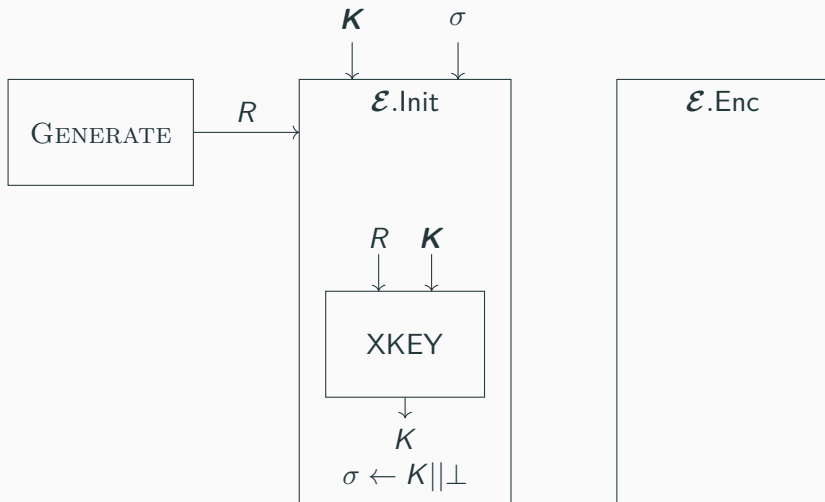 K σ
GENERATE R ℰ.Init ℰ.Enc
R K
XKEY
K
σ ← K||⊥